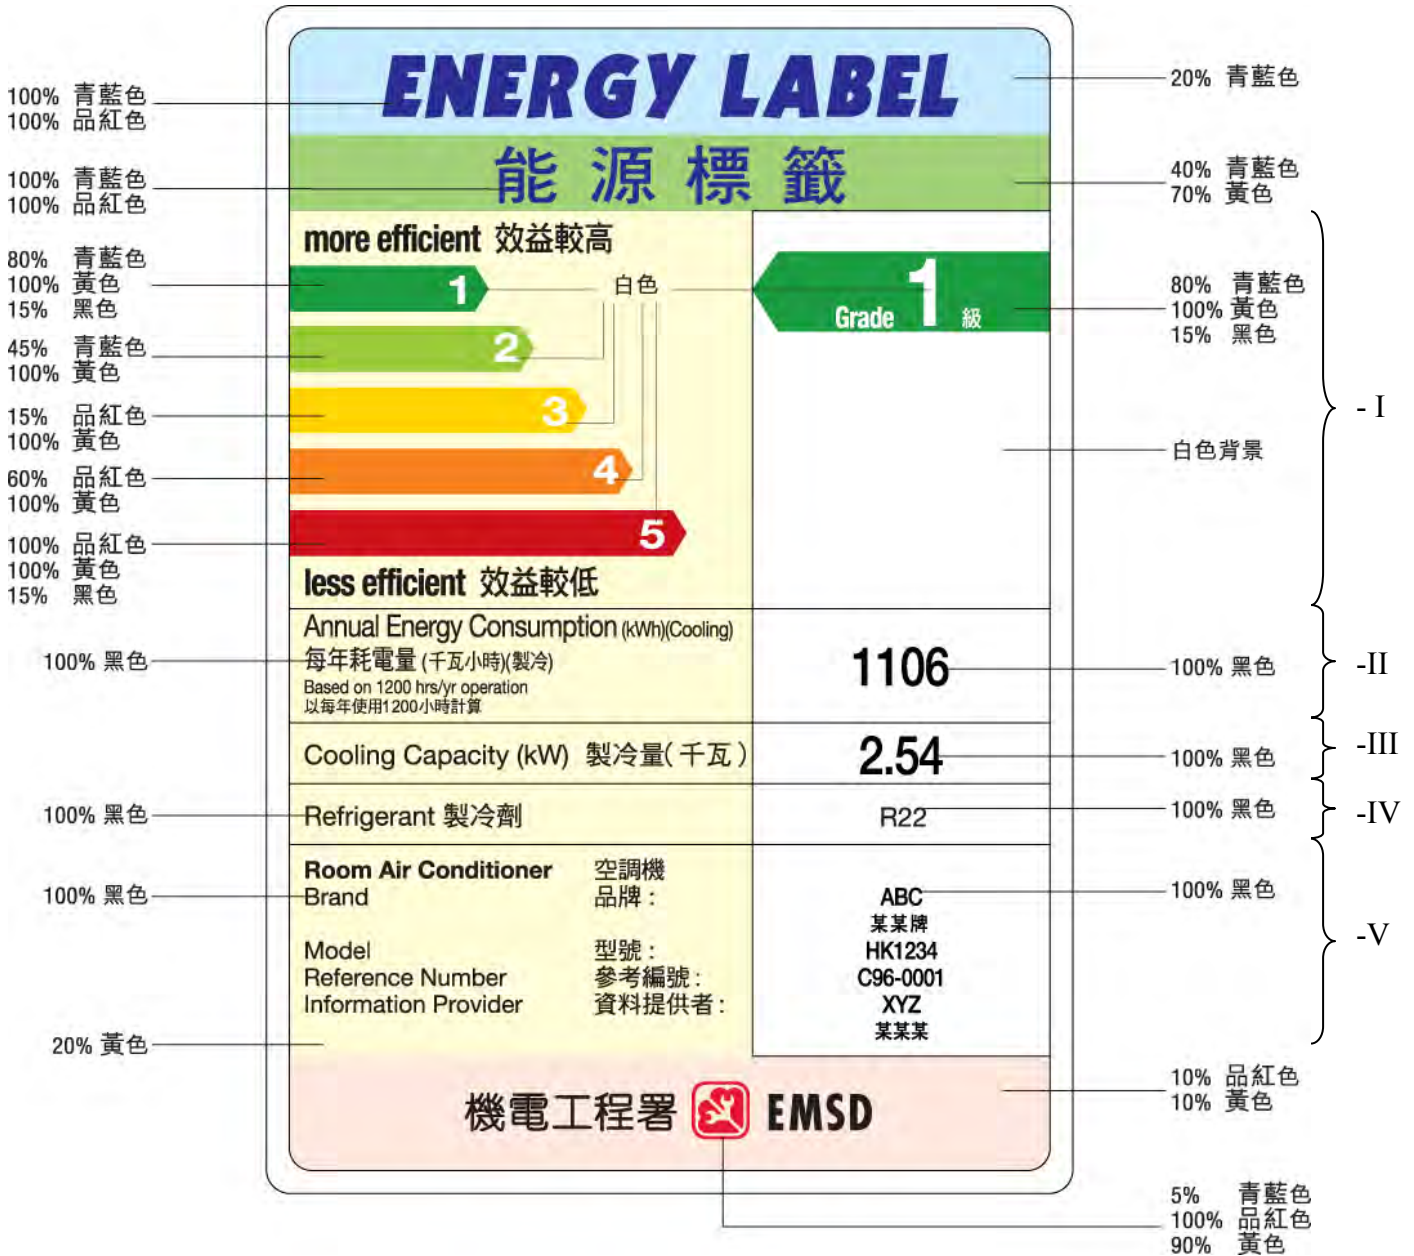 ENERGY LABEL
能源標籤
more efficient 效益較高
1
2
3
4
5
less efficient 效益較低
白色
Grade 1 級
Annual Energy Consumption (kWh)(Cooling)
每年耗電量 (千瓦小時)(製冷)
Based on 1200 hrs/yr operation
以每年使用1200小時計算
1106
Cooling Capacity (kW) 製冷量(千瓦)
2.54
Refrigerant 製冷劑
R22
Room Air Conditioner 空調機
Brand 品牌 :
ABC
某某牌
Model 型號 :
HK1234
Reference Number 參考編號 :
C96-0001
Information Provider 資料提供者 :
XYZ
某某某
機電工程署 EMSD
100% 青藍色
100% 品紅色
100% 青藍色
100% 品紅色
80% 青藍色
100% 黃色
15% 黑色
45% 青藍色
100% 黃色
15% 品紅色
100% 黃色
60% 品紅色
100% 黃色
100% 品紅色
100% 黃色
15% 黑色
100% 黑色
100% 黑色
100% 黑色
20% 黃色
20% 青藍色
40% 青藍色
70% 黃色
80% 青藍色
100% 黃色
15% 黑色
白色背景
100% 黑色
100% 黑色
100% 黑色
100% 黑色
10% 品紅色
10% 黃色
5% 青藍色
100% 品紅色
90% 黃色
- I
-II
-III
-IV
-V